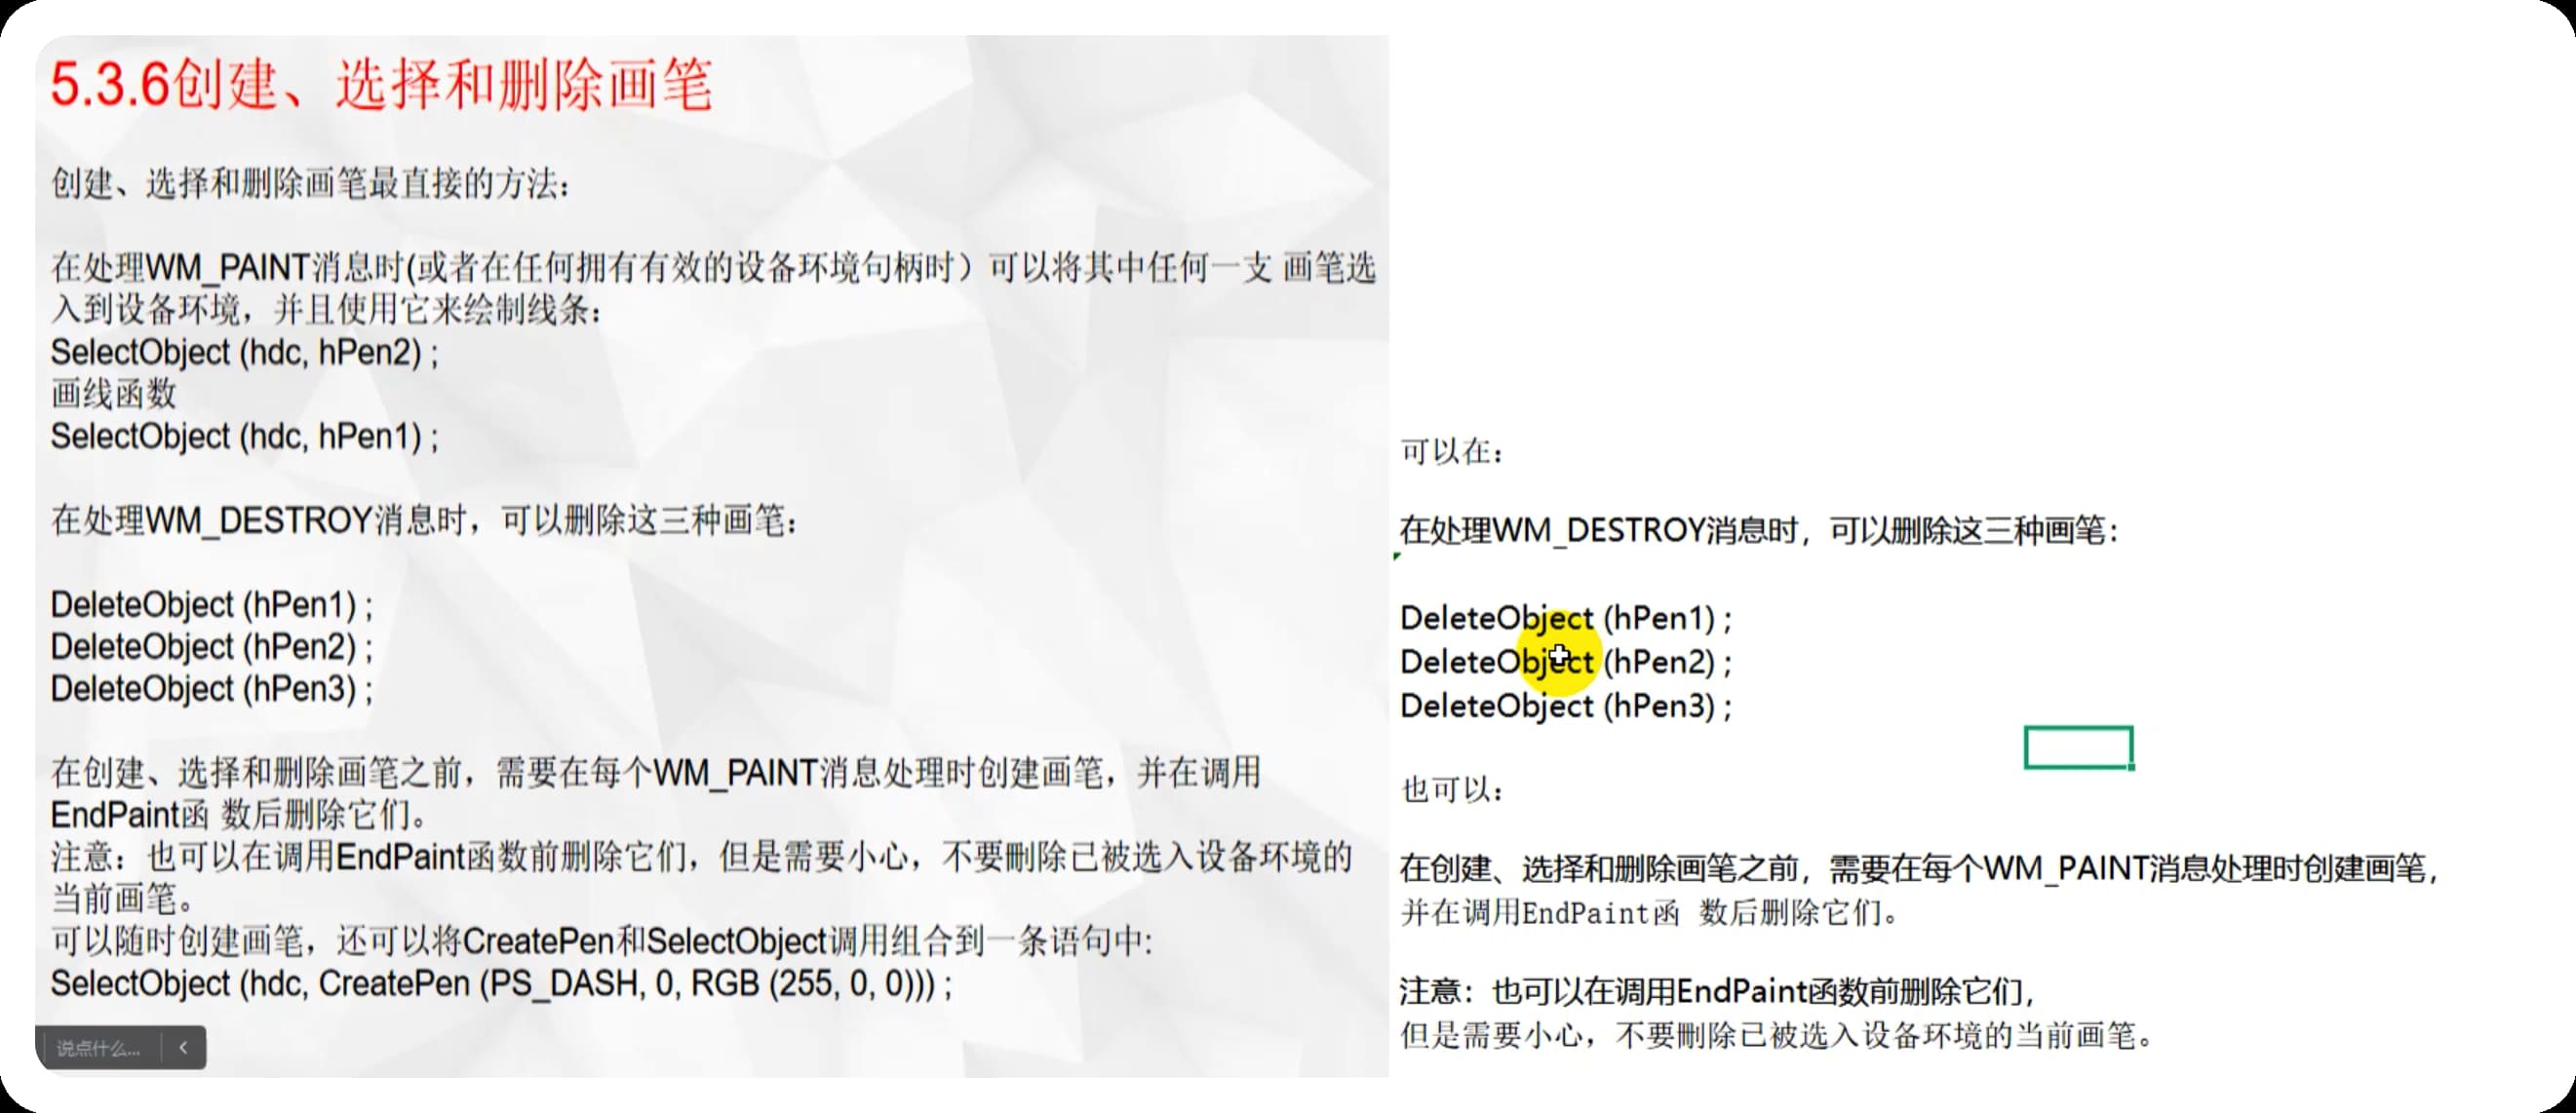 5.3.6创建、选择和删除画笔
创建、选择和删除画笔最直接的方法：
在处理WM_PAINT消息时(或者在任何拥有有效的设备环境句柄时）可以将其中任何一支 画笔选
入到设备环境，并且使用它来绘制线条：
SelectObject (hdc, hPen2) ;
画线函数
SelectObject (hdc, hPen1) ;
在处理WM_DESTROY消息时，可以删除这三种画笔：
DeleteObject (hPen1) ;
DeleteObject (hPen2) ;
DeleteObject (hPen3) ;
在创建、选择和删除画笔之前，需要在每个WM_PAINT消息处理时创建画笔，并在调用
EndPaint函 数后删除它们。
注意：也可以在调用EndPaint函数前删除它们，但是需要小心，不要刪除已被选入设备环境的
当前画笔。
可以随时创建画笔，还可以将CreatePen和SelectObject调用组合到一条语句中:
SelectObject (hdc, CreatePen (PS_DASH, 0, RGB (255, 0, 0))) ;
说点什么...
可以在：
在处理WM_DESTROY消息时，可以删除这三种画笔：
DeleteObject (hPen1) ;
DeleteObject (hPen2) ;
DeleteObject (hPen3) ;
也可以：
在创建、选择和删除画笔之前，需要在每个WM_PAINT消息处理时创建画笔，
并在调用EndPaint函 数后删除它们。
注意：也可以在调用EndPaint函数前删除它们，
但是需要小心，不要刪除已被选入设备环境的当前画笔。